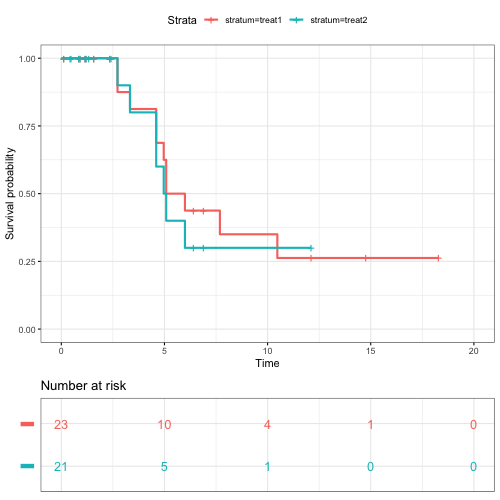 Strata stratum=treat1 stratum=treat2
Survival probability
1.00
0.75
0.50
0.25
0.00
0 5 10 15 20
Time
Number at risk
23 10 4 1 0
21 5 1 0 0